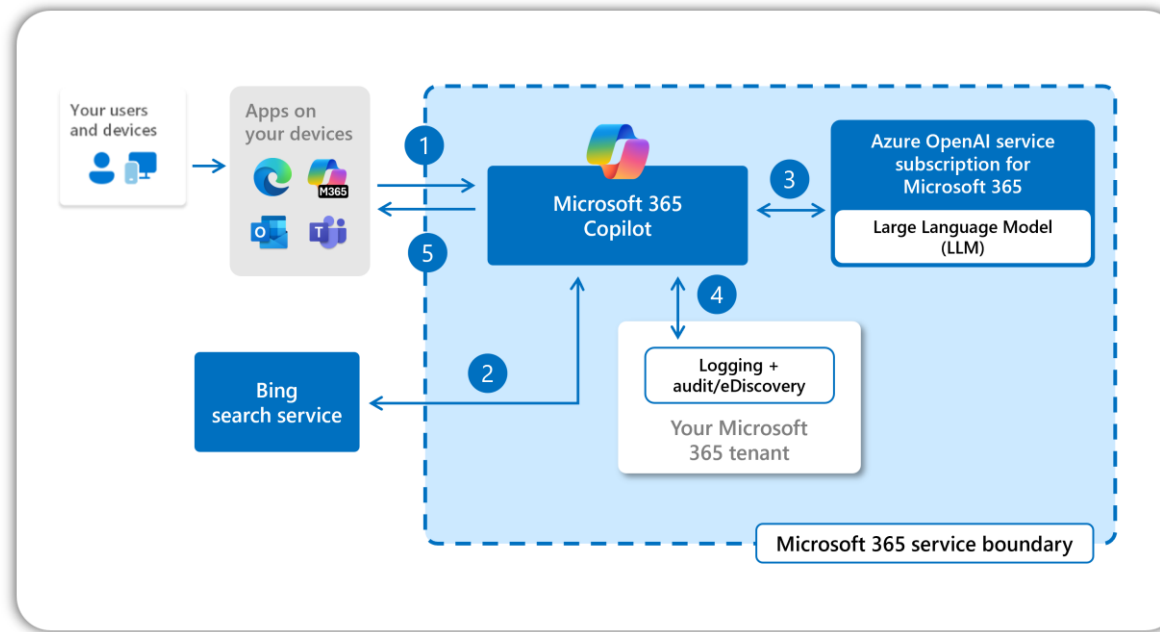 Your users
and devices
Apps on
your devices
M365
O
T
1
5
Microsoft 365
Copilot
3
Azure OpenAI service
subscription for
Microsoft 365
Large Language Model
(LLM)
4
Logging +
audit/eDiscovery
Your Microsoft
365 tenant
2
Bing
search service
Microsoft 365 service boundary